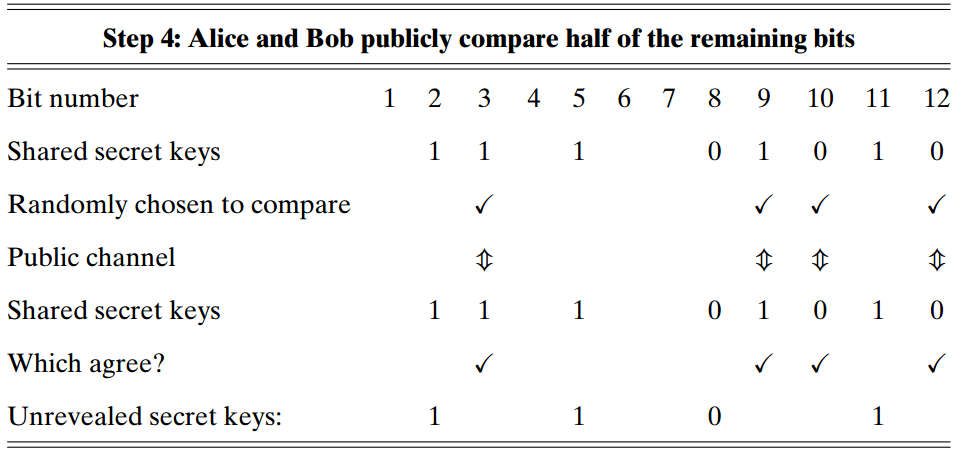 Step 4: Alice and Bob publicly compare half of the remaining bits
Bit number 1 2 3 4 5 6 7 8 9 10 11 12
Shared secret keys 1 1 1 0 1 0 1 0
Randomly chosen to compare ✓ ✓ ✓ ✓
Public channel ⇕ ⇕ ⇕ ⇕
Shared secret keys 1 1 1 0 1 0 1 0
Which agree? ✓ ✓ ✓ ✓
Unrevealed secret keys: 1 1 0 1